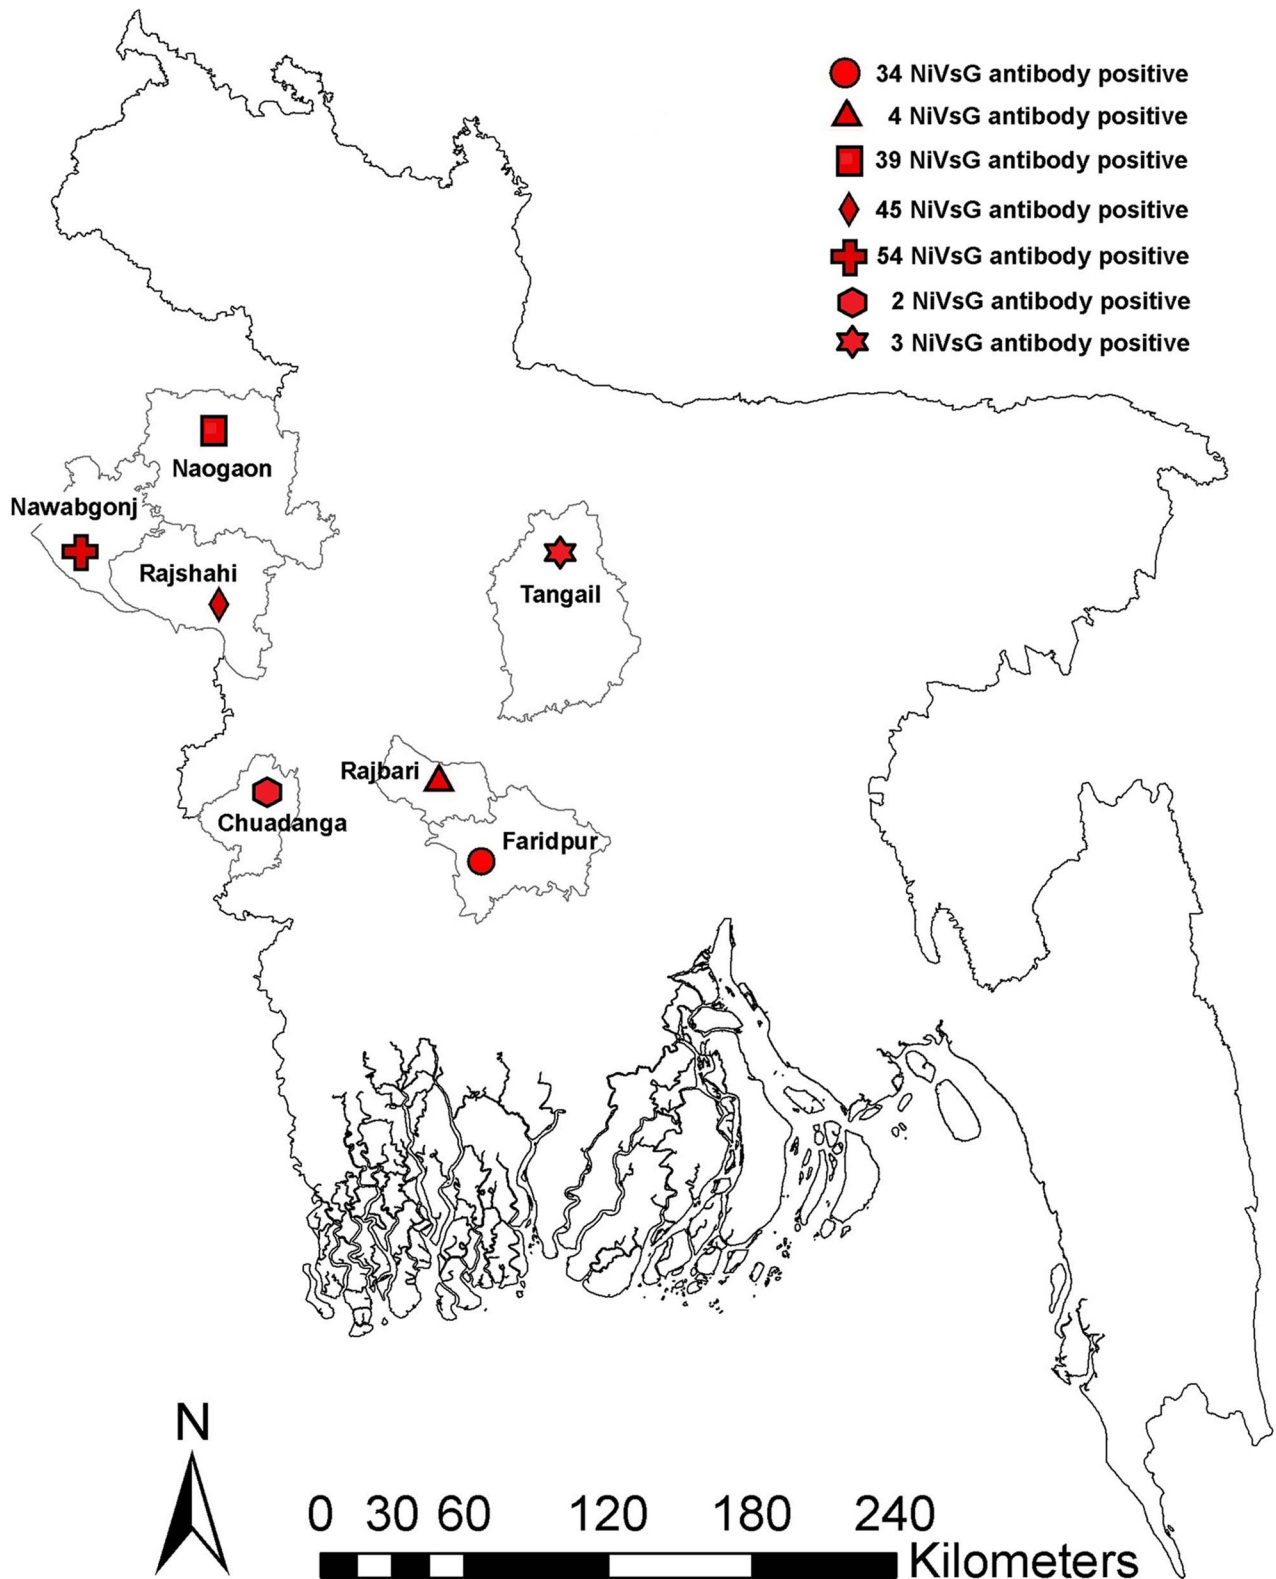 34 NiVsG antibody positive
4 NiVsG antibody positive
39 NiVsG antibody positive
45 NiVsG antibody positive
54 NiVsG antibody positive
2 NiVsG antibody positive
3 NiVsG antibody positive
Naogaon
Nawabgonj
Rajshahi
Tangail
Rajbari
Chuadanga
Faridpur
N
0 30 60 120 180 240
Kilometers